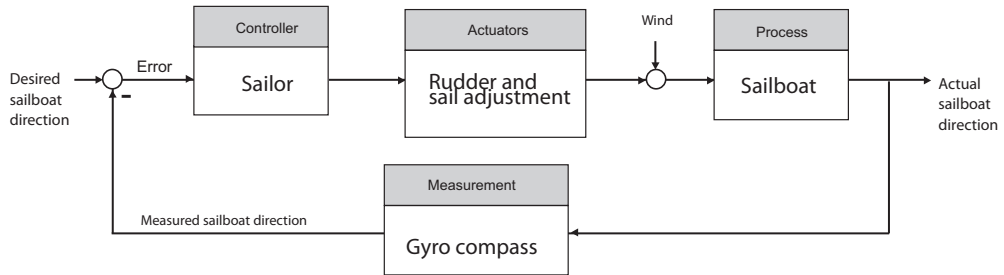 Controller
Actuators
Wind
Process
Desired
sailboat
direction
Error
-
Sailor
Rudder and
sail adjustment
Sailboat
Actual
sailboat
direction
Measurement
Measured sailboat direction
Gyro compass